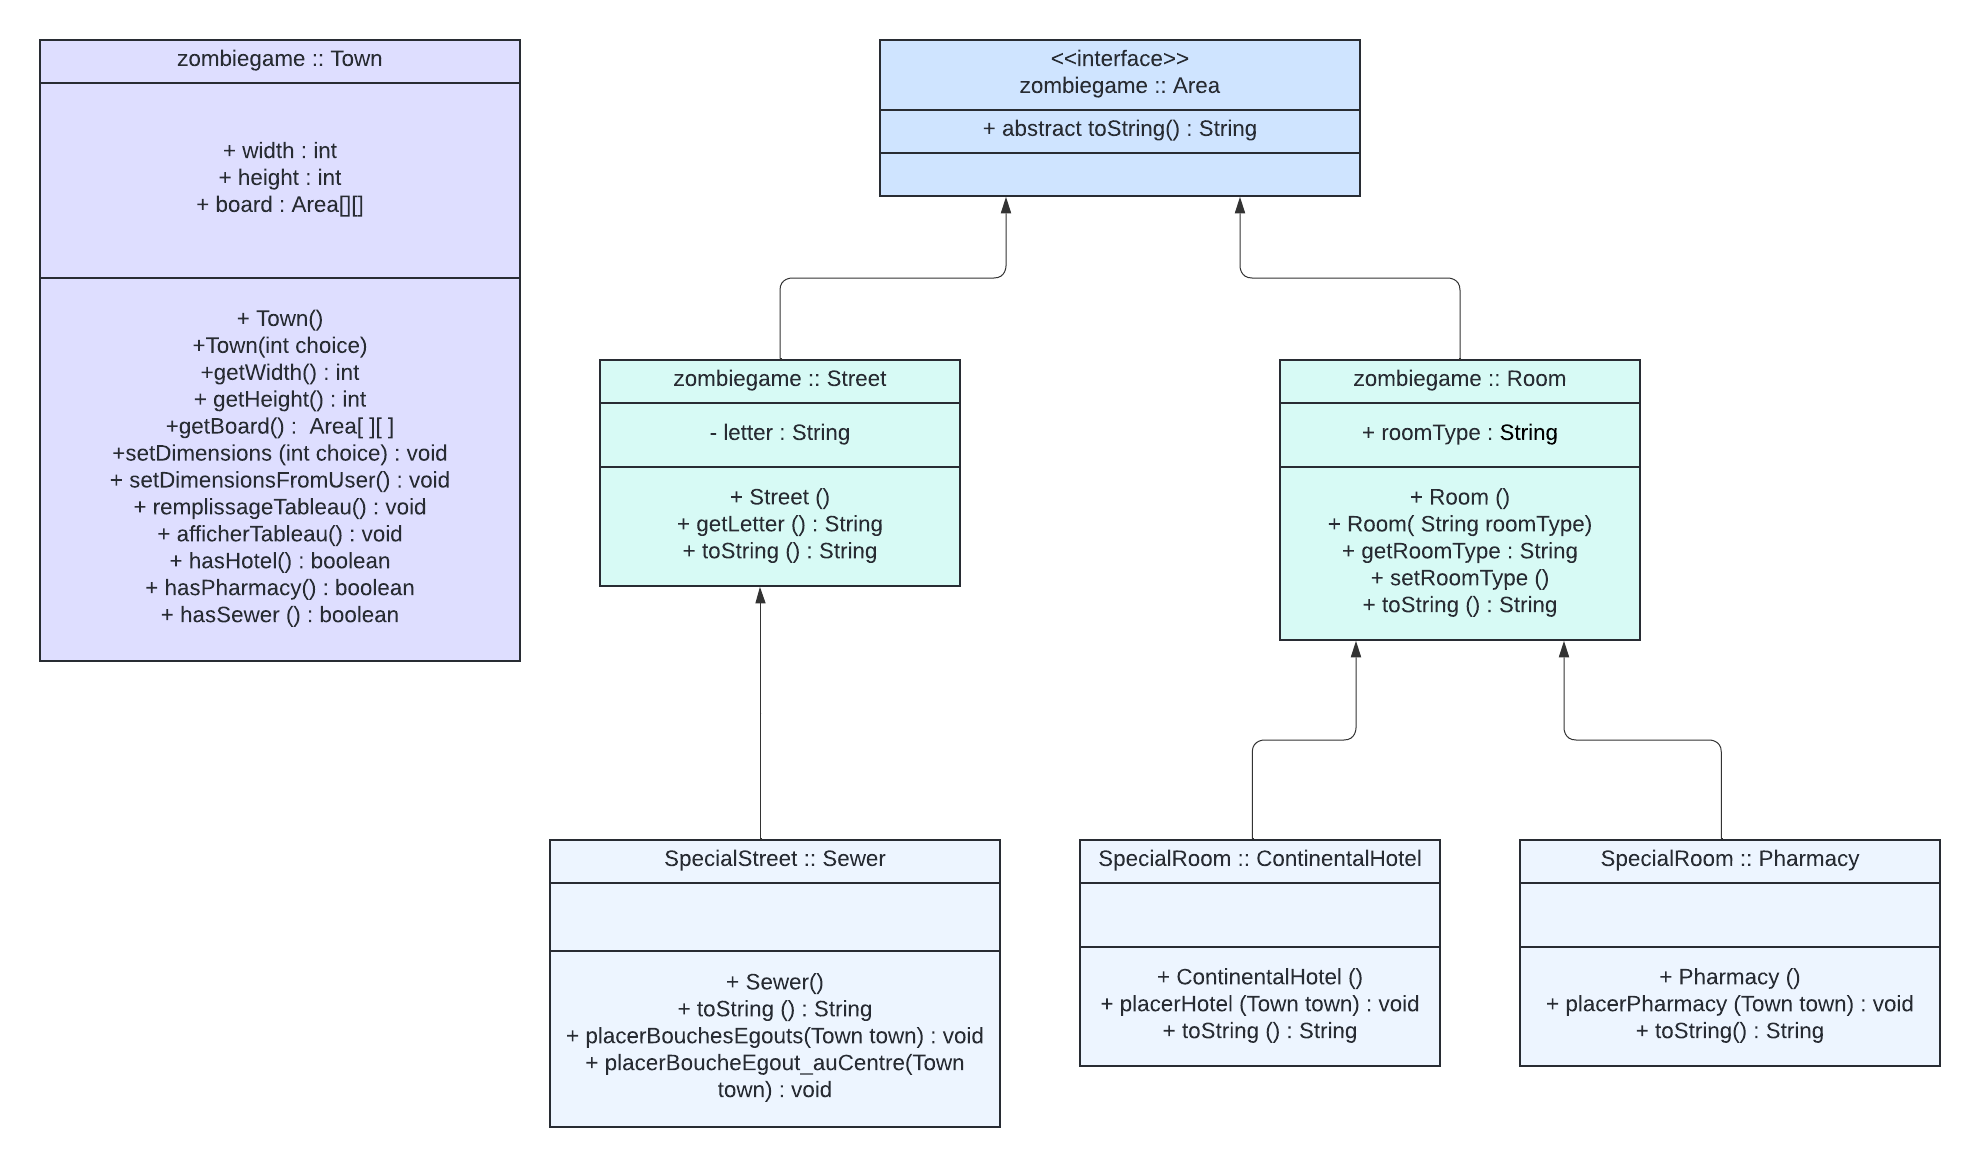 zombiegame :: Town
+ width : int
+ height : int
+ board : Area[][]
+ Town()
+Town(int choice)
+getWidth() : int
+ getHeight() : int
+getBoard() :  Area[ ][ ]
+setDimensions (int choice) : void
+ setDimensionsFromUser() : void
+ remplissageTableau() : void
+ afficherTableau() : void
+ hasHotel() : boolean
+ hasPharmacy() : boolean
+ hasSewer () : boolean
<<interface>>
zombiegame :: Area
+ abstract toString() : String
zombiegame :: Street
- letter : String
+ Street ()
+ getLetter () : String
+ toString () : String
zombiegame :: Room
+ roomType : String
+ Room ()
+ Room( String roomType)
+ getRoomType : String
+ setRoomType ()
+ toString () : String
SpecialStreet :: Sewer
+ Sewer()
+ toString () : String
+ placerBouchesEgouts(Town town) : void
+ placerBoucheEgout_auCentre(Town
town) : void
SpecialRoom :: ContinentalHotel
+ ContinentalHotel ()
+ placerHotel (Town town) : void
+ toString () : String
SpecialRoom :: Pharmacy
+ Pharmacy ()
+ placerPharmacy (Town town) : void
+ toString() : String